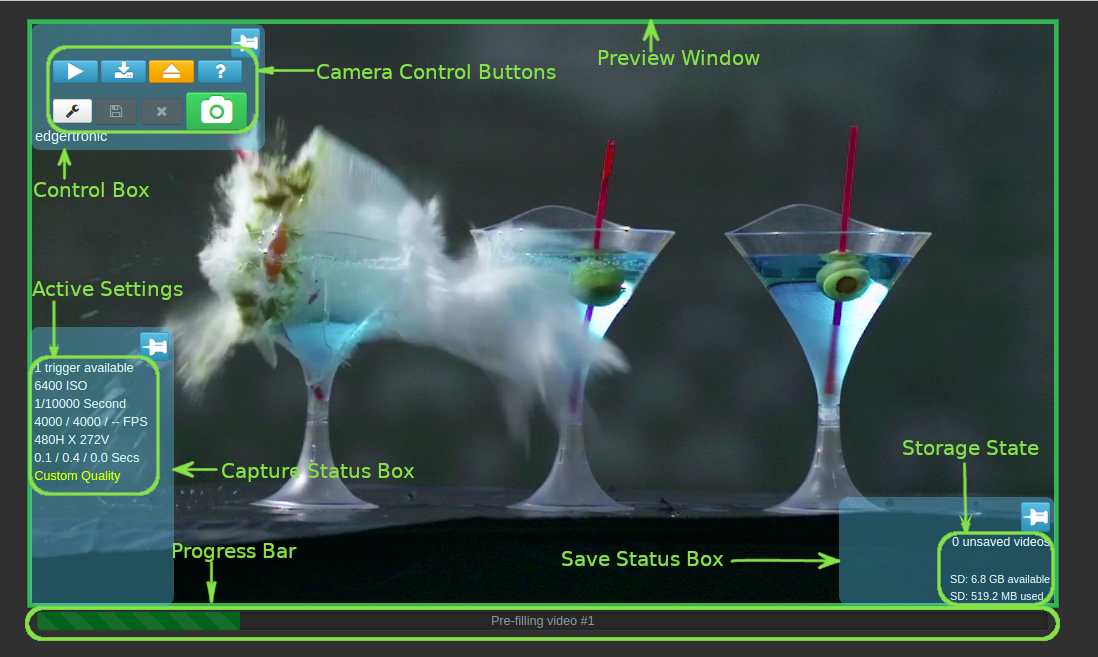 Preview Window
Camera Control Buttons
?
edgertronic
Control Box
Active Settings
1 trigger available
6400 ISO
1/10000 Second
4000 / 4000 / -- FPS
480H X 272V
0.1 / 0.4 / 0.0 Secs
Custom Quality
Capture Status Box
Storage State
0 unsaved videos
SD: 6.8 GB available
SD: 519.2 MB used
Progress Bar
Save Status Box
Pre-filling video #1